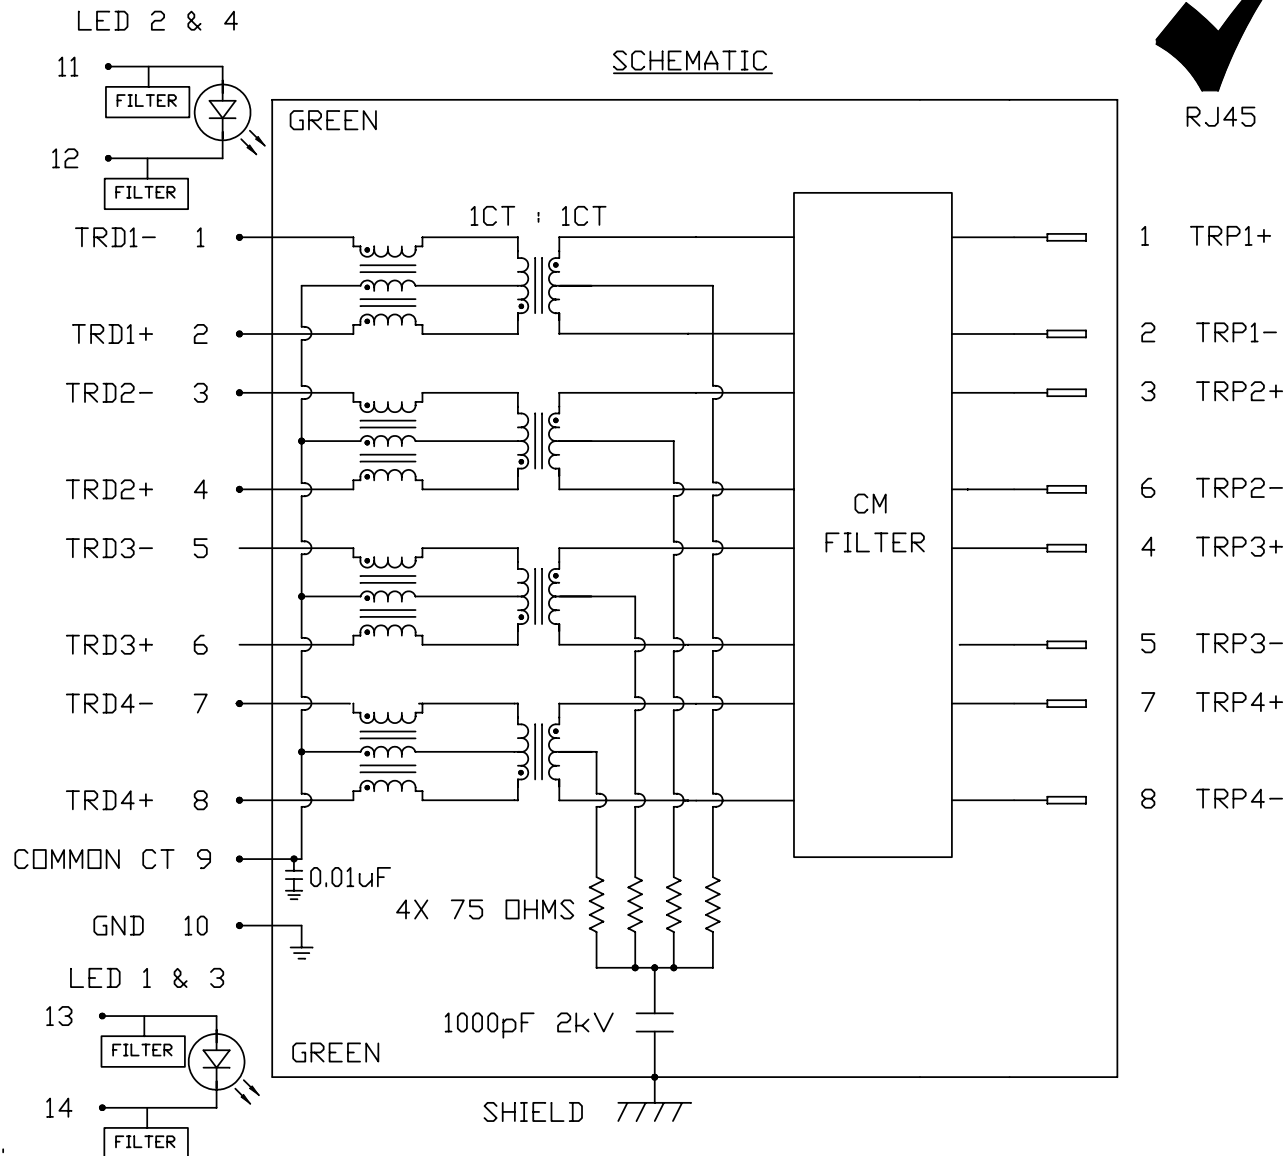 LED 2 & 4
SCHEMATIC
11
FILTER
GREEN
RJ45
12
FILTER
1CT : 1CT
TRD1- 1
1 TRP1+
TRD1+ 2
2 TRP1-
TRD2- 3
3 TRP2+
TRD2+ 4
6 TRP2-
CM
FILTER
TRD3- 5
4 TRP3+
TRD3+ 6
5 TRP3-
TRD4- 7
7 TRP4+
TRD4+ 8
8 TRP4-
COMMON CT 9
0.01uF
4X 75 OHMS
GND 10
LED 1 & 3
13
FILTER
1000pF 2kV
GREEN
14
SHIELD
FILTER